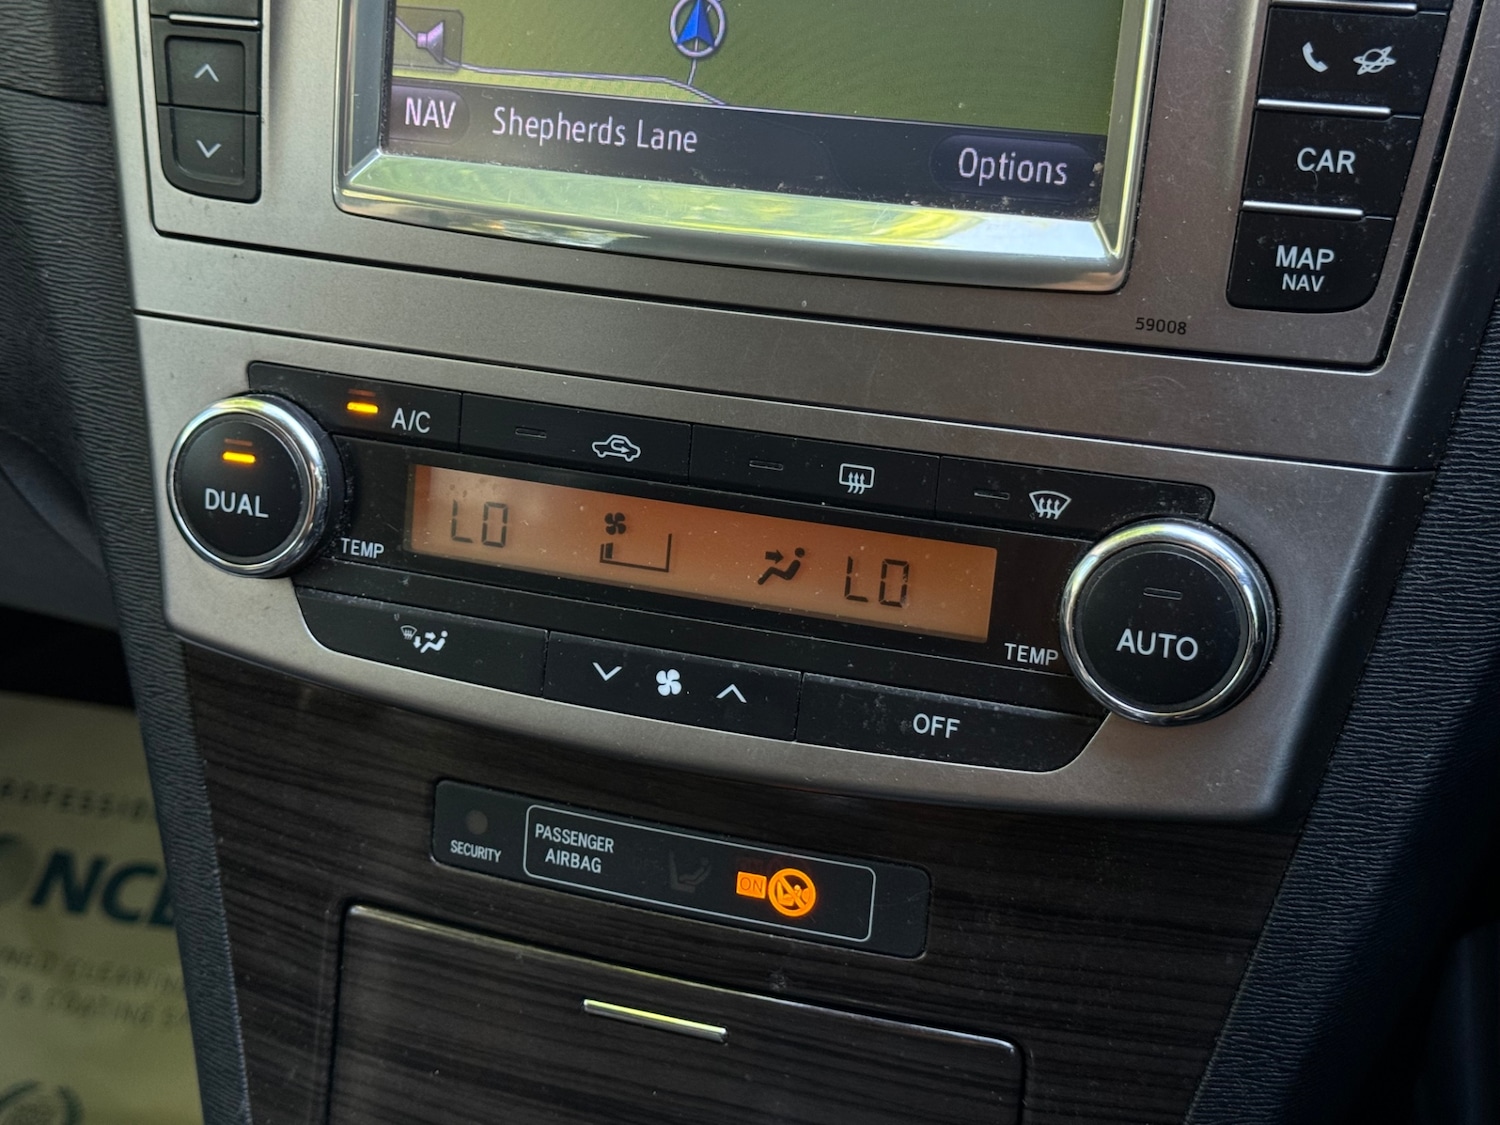 NAV
Shepherds Lane
Options
CAR
MAP
NAV
59008
A/C
DUAL
TEMP
LO
LO
TEMP
AUTO
OFF
SECURITY
PASSENGER
AIRBAG
ON
NC